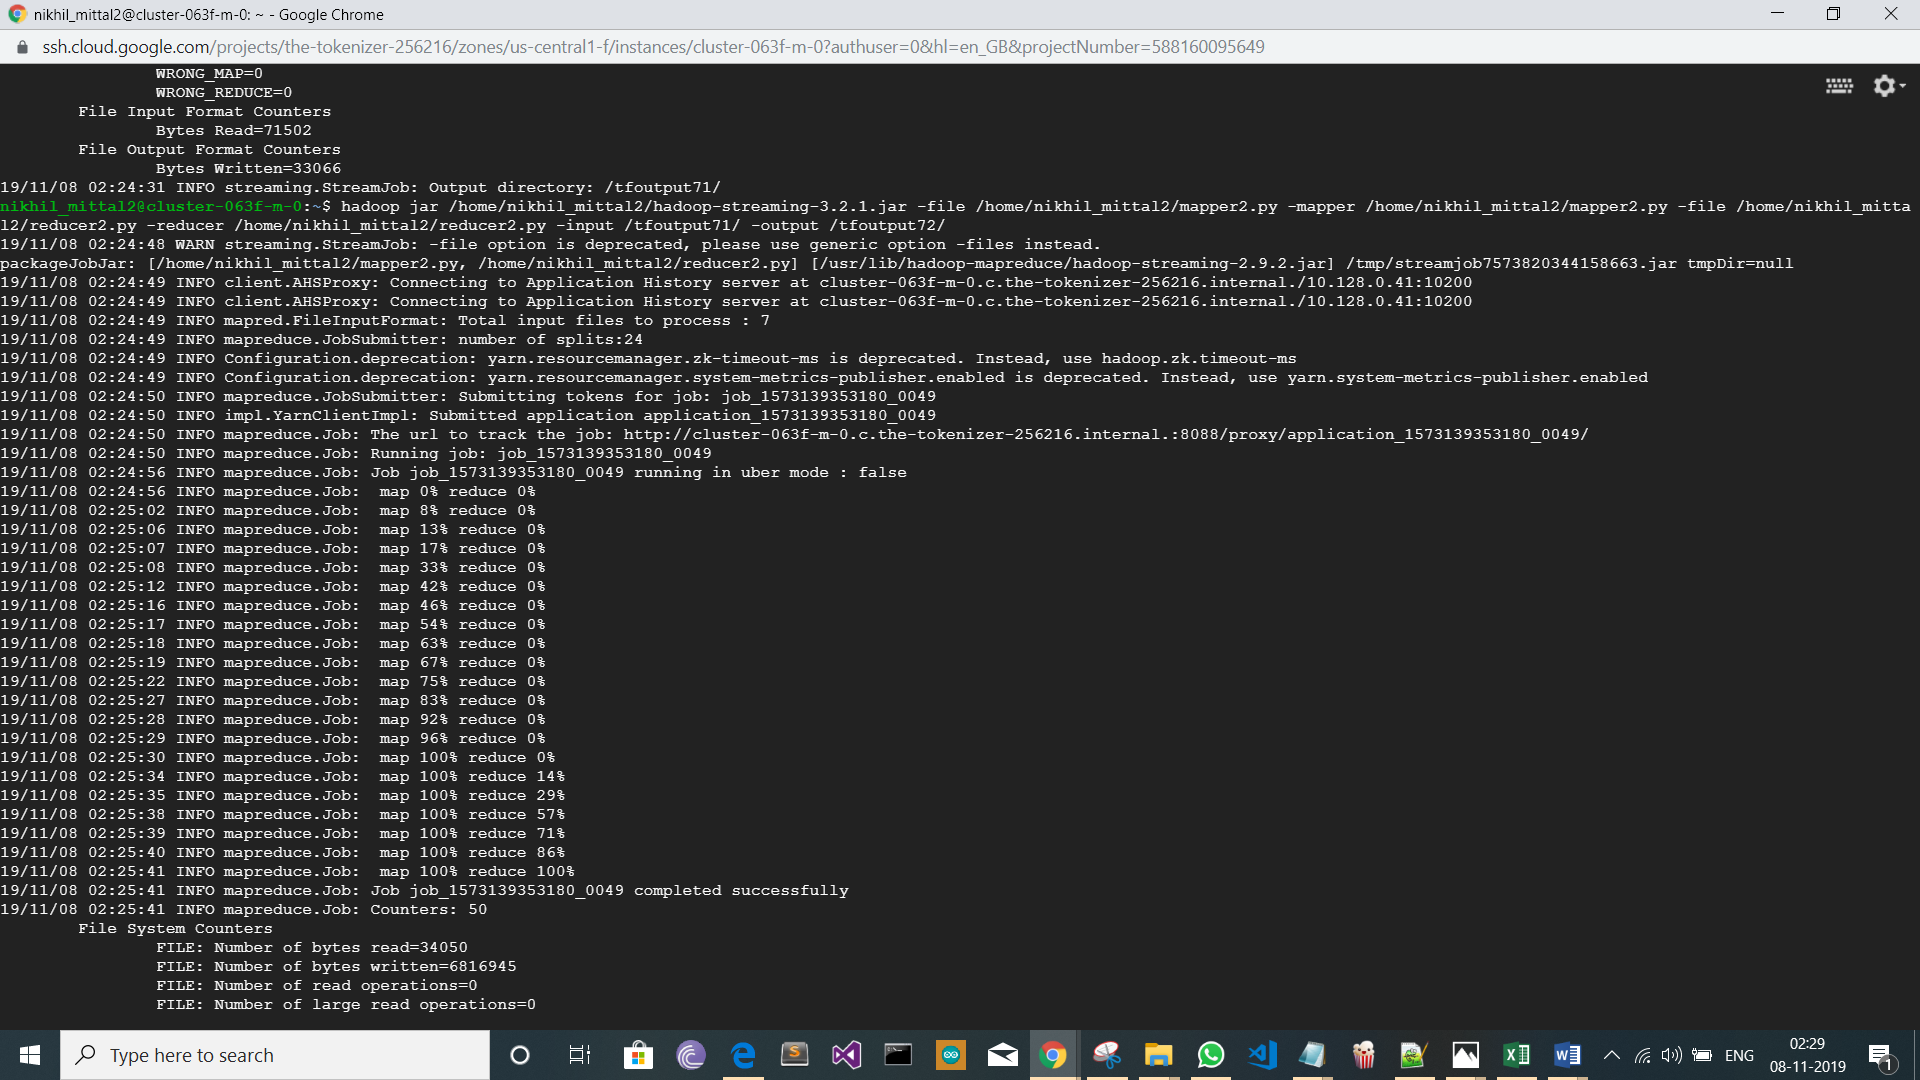 nikhil_mittal2@cluster-063f-m-0: ~ - Google Chrome
ssh.cloud.google.com/projects/the-tokenizer-256216/zones/us-central1-f/instances/cluster-063f-m-0?authuser=0&hl=en_GB&projectNumber=588160095649
WRONG_MAP=0
WRONG_REDUCE=0
File Input Format Counters
Bytes Read=71502
File Output Format Counters
Bytes Written=33066
19/11/08 02:24:31 INFO streaming.StreamJob: Output directory: /tfoutput71/
nikhil_mittal2@cluster-063f-m-0:~$ hadoop jar /home/nikhil_mittal2/hadoop-streaming-3.2.1.jar -file /home/nikhil_mittal2/mapper2.py -mapper /home/nikhil_mittal2/mapper2.py -file /home/nikhil_mitta
l2/reducer2.py -reducer /home/nikhil_mittal2/reducer2.py -input /tfoutput71/ -output /tfoutput72/
19/11/08 02:24:48 WARN streaming.StreamJob: -file option is deprecated, please use generic option -files instead.
packageJobJar: [/home/nikhil_mittal2/mapper2.py, /home/nikhil_mittal2/reducer2.py] [/usr/lib/hadoop-mapreduce/hadoop-streaming-2.9.2.jar] /tmp/streamjob7573820344158663.jar tmpDir=null
19/11/08 02:24:49 INFO client.AHSProxy: Connecting to Application History server at cluster-063f-m-0.c.the-tokenizer-256216.internal./10.128.0.41:10200
19/11/08 02:24:49 INFO client.AHSProxy: Connecting to Application History server at cluster-063f-m-0.c.the-tokenizer-256216.internal./10.128.0.41:10200
19/11/08 02:24:49 INFO mapred.FileInputFormat: Total input files to process : 7
19/11/08 02:24:49 INFO mapreduce.JobSubmitter: number of splits:24
19/11/08 02:24:49 INFO Configuration.deprecation: yarn.resourcemanager.zk-timeout-ms is deprecated. Instead, use hadoop.zk.timeout-ms
19/11/08 02:24:49 INFO Configuration.deprecation: yarn.resourcemanager.system-metrics-publisher.enabled is deprecated. Instead, use yarn.system-metrics-publisher.enabled
19/11/08 02:24:50 INFO mapreduce.JobSubmitter: Submitting tokens for job: job_1573139353180_0049
19/11/08 02:24:50 INFO impl.YarnClientImpl: Submitted application application_1573139353180_0049
19/11/08 02:24:50 INFO mapreduce.Job: The url to track the job: http://cluster-063f-m-0.c.the-tokenizer-256216.internal.:8088/proxy/application_1573139353180_0049/
19/11/08 02:24:50 INFO mapreduce.Job: Running job: job_1573139353180_0049
19/11/08 02:24:56 INFO mapreduce.Job: Job job_1573139353180_0049 running in uber mode : false
19/11/08 02:24:56 INFO mapreduce.Job:  map 0% reduce 0%
19/11/08 02:25:02 INFO mapreduce.Job:  map 8% reduce 0%
19/11/08 02:25:06 INFO mapreduce.Job:  map 13% reduce 0%
19/11/08 02:25:07 INFO mapreduce.Job:  map 17% reduce 0%
19/11/08 02:25:08 INFO mapreduce.Job:  map 33% reduce 0%
19/11/08 02:25:12 INFO mapreduce.Job:  map 42% reduce 0%
19/11/08 02:25:16 INFO mapreduce.Job:  map 46% reduce 0%
19/11/08 02:25:17 INFO mapreduce.Job:  map 54% reduce 0%
19/11/08 02:25:18 INFO mapreduce.Job:  map 63% reduce 0%
19/11/08 02:25:19 INFO mapreduce.Job:  map 67% reduce 0%
19/11/08 02:25:22 INFO mapreduce.Job:  map 75% reduce 0%
19/11/08 02:25:27 INFO mapreduce.Job:  map 83% reduce 0%
19/11/08 02:25:28 INFO mapreduce.Job:  map 92% reduce 0%
19/11/08 02:25:29 INFO mapreduce.Job:  map 96% reduce 0%
19/11/08 02:25:30 INFO mapreduce.Job:  map 100% reduce 0%
19/11/08 02:25:34 INFO mapreduce.Job:  map 100% reduce 14%
19/11/08 02:25:35 INFO mapreduce.Job:  map 100% reduce 29%
19/11/08 02:25:38 INFO mapreduce.Job:  map 100% reduce 57%
19/11/08 02:25:39 INFO mapreduce.Job:  map 100% reduce 71%
19/11/08 02:25:40 INFO mapreduce.Job:  map 100% reduce 86%
19/11/08 02:25:41 INFO mapreduce.Job:  map 100% reduce 100%
19/11/08 02:25:41 INFO mapreduce.Job: Job job_1573139353180_0049 completed successfully
19/11/08 02:25:41 INFO mapreduce.Job: Counters: 50
File System Counters
FILE: Number of bytes read=34050
FILE: Number of bytes written=6816945
FILE: Number of read operations=0
FILE: Number of large read operations=0
Type here to search
ENG
02:29
08-11-2019
1